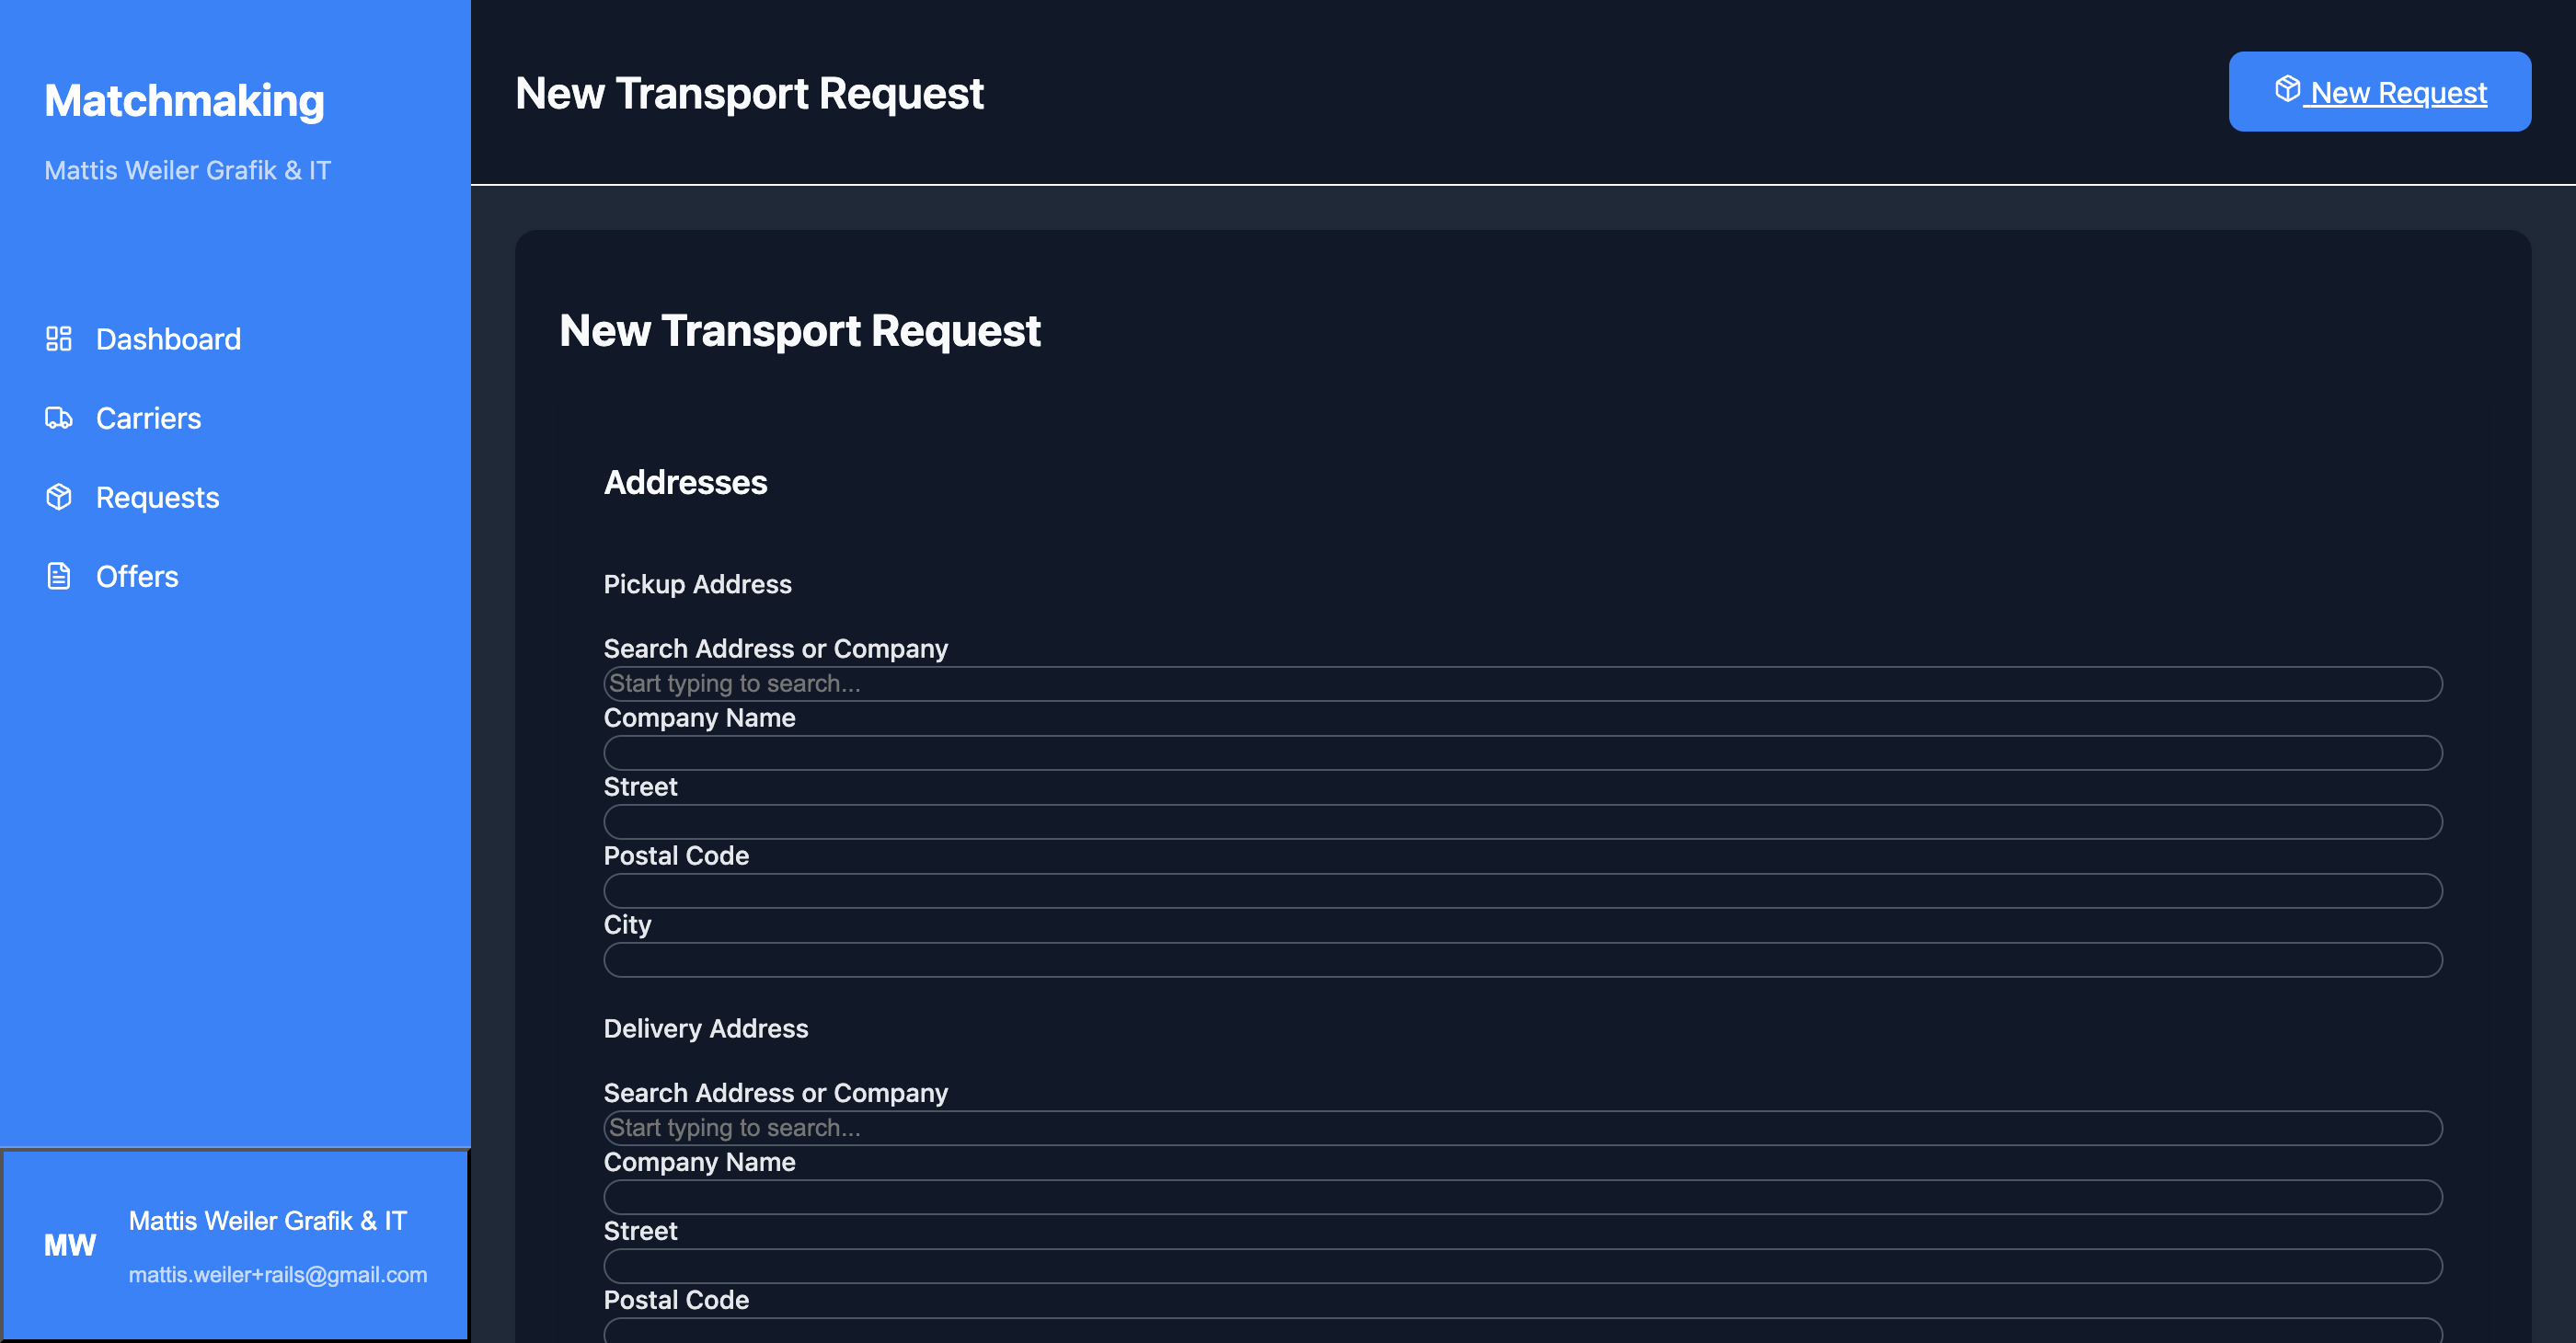 Matchmaking
Mattis Weiler Grafik & IT
Dashboard
Carriers
Requests
Offers
MW
Mattis Weiler Grafik & IT
mattis.weiler+rails@gmail.com
New Transport Request
New Request
New Transport Request
Addresses
Pickup Address
Search Address or Company
Start typing to search...
Company Name
Street
Postal Code
City
Delivery Address
Search Address or Company
Start typing to search...
Company Name
Street
Postal Code